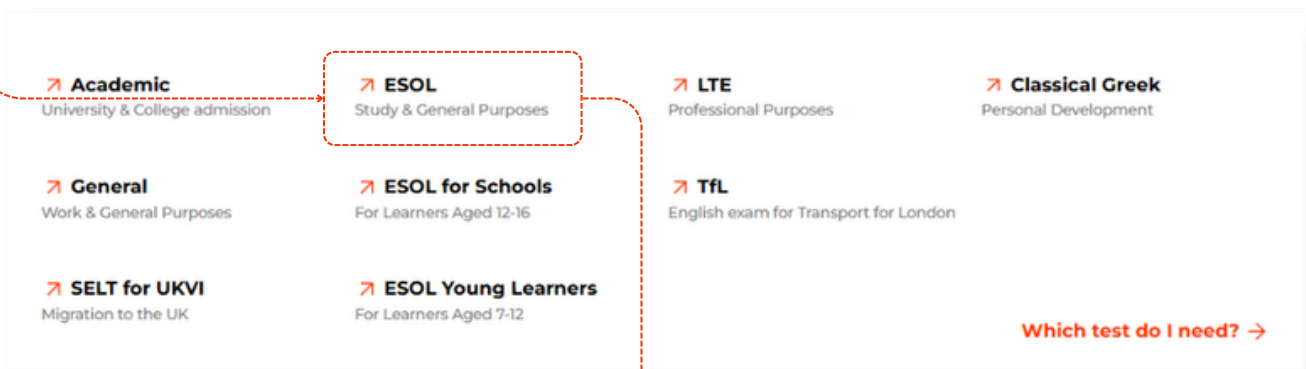 Academic
University & College admission
ESOL
Study & General Purposes
LTE
Professional Purposes
Classical Greek
Personal Development
General
Work & General Purposes
ESOL for Schools
For Learners Aged 12-16
TfL
English exam for Transport for London
SELT for UKVI
Migration to the UK
ESOL Young Learners
For Learners Aged 7-12
Which test do I need?